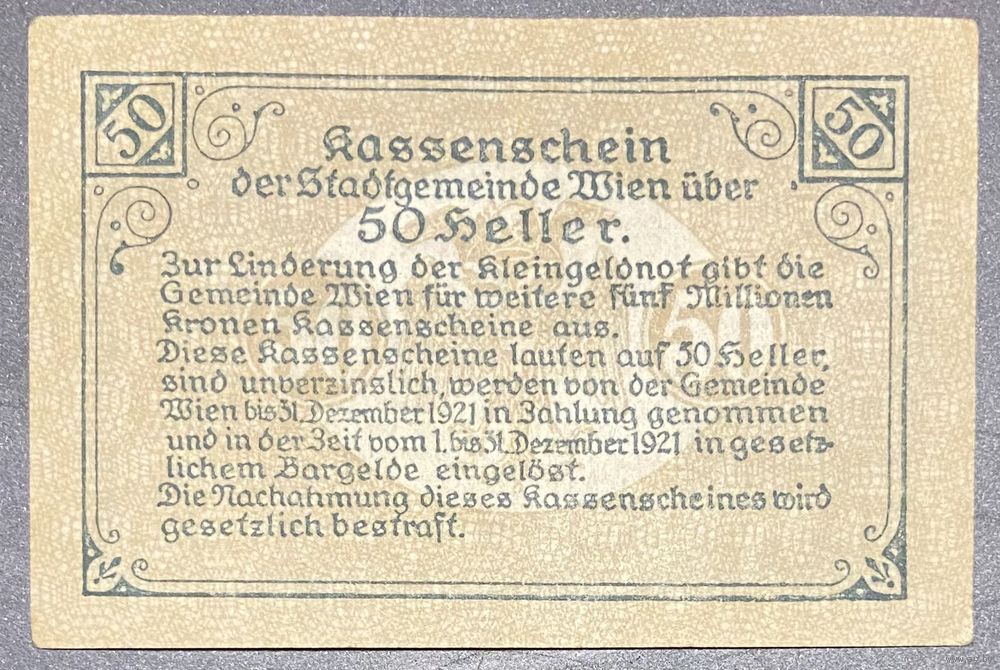 50
50
Kassenschein
der Stadtgemeinde Wien über
50 Heller.
Zur Linderung der Kleingeldnot gibt die
Gemeinde Wien für weitere fünf Millionen
Kronen Kassenscheine aus.
Diese Kassenscheine lauten auf 50 Heller,
sind unverzinslich, werden von der Gemeinde
Wien bis 31. Dezember 1921 in Zahlung genommen
und in der Zeit vom 1. bis 31. Dezember 1921 in gesetz-
lichem Bargelde eingelöst.
Die Nachahmung dieses Kassenscheines wird
gesetzlich bestraft.
50
50